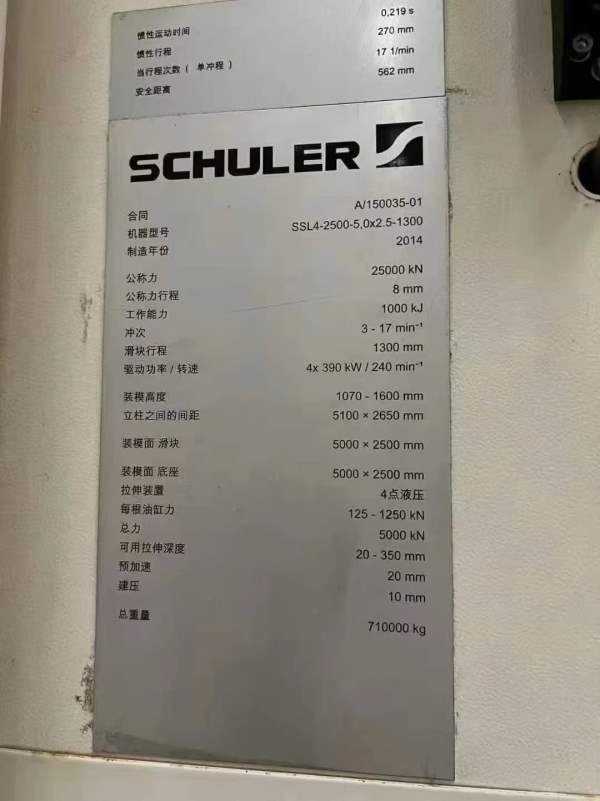 惯性运动时间 0,219 s
惯性行程 270 mm
当行程次数 ( 单冲程 ) 17 1/min
安全距离 562 mm
SCHULER
合同 A/150035-01
机器型号 SSL4-2500-5,0x2.5-1300
制造年份 2014
公称力 25000 kN
公称力行程 8 mm
工作能力 1000 kJ
冲次 3 - 17 min⁻¹
滑块行程 1300 mm
驱动功率 / 转速 4x 390 kW / 240 min⁻¹
装模高度 1070 - 1600 mm
立柱之间的间距 5100 × 2650 mm
装模面 滑块 5000 × 2500 mm
装模面 底座 5000 × 2500 mm
拉伸装置 4点液压
每根油缸力 125 - 1250 kN
总力 5000 kN
可用拉伸深度 20 - 350 mm
预加速 20 mm
建压 10 mm
总重量 710000 kg